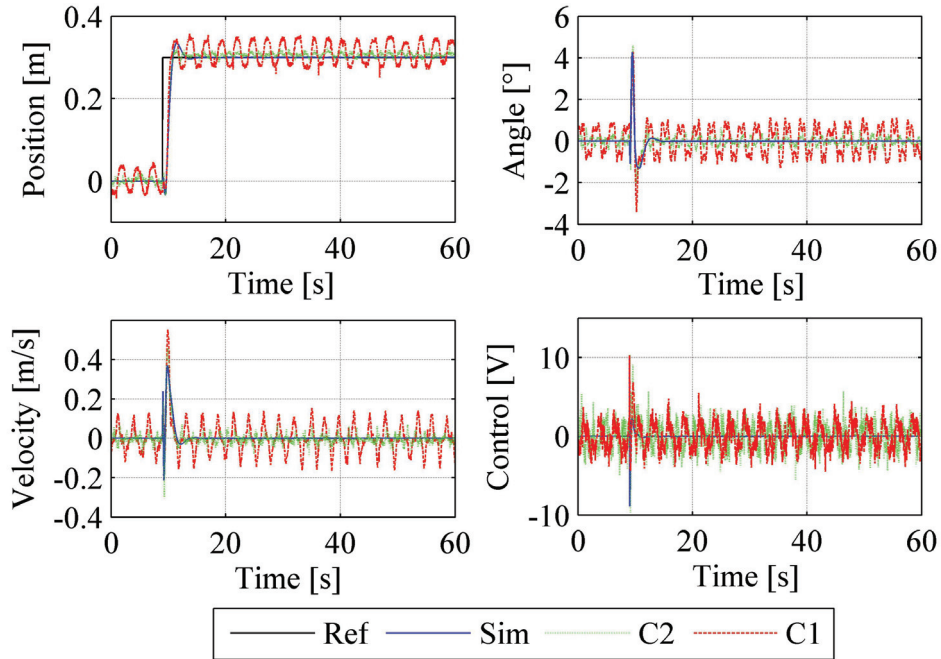 Position [m]
0.4
0.2
0
0 20 40 60
Time [s]
Angle [°]
6
4
2
0
-2
-4
0 20 40 60
Time [s]
Velocity [m/s]
0.4
0.2
0
-0.2
-0.4
0 20 40 60
Time [s]
Control [V]
10
0
-10
0 20 40 60
Time [s]
Ref Sim C2 C1